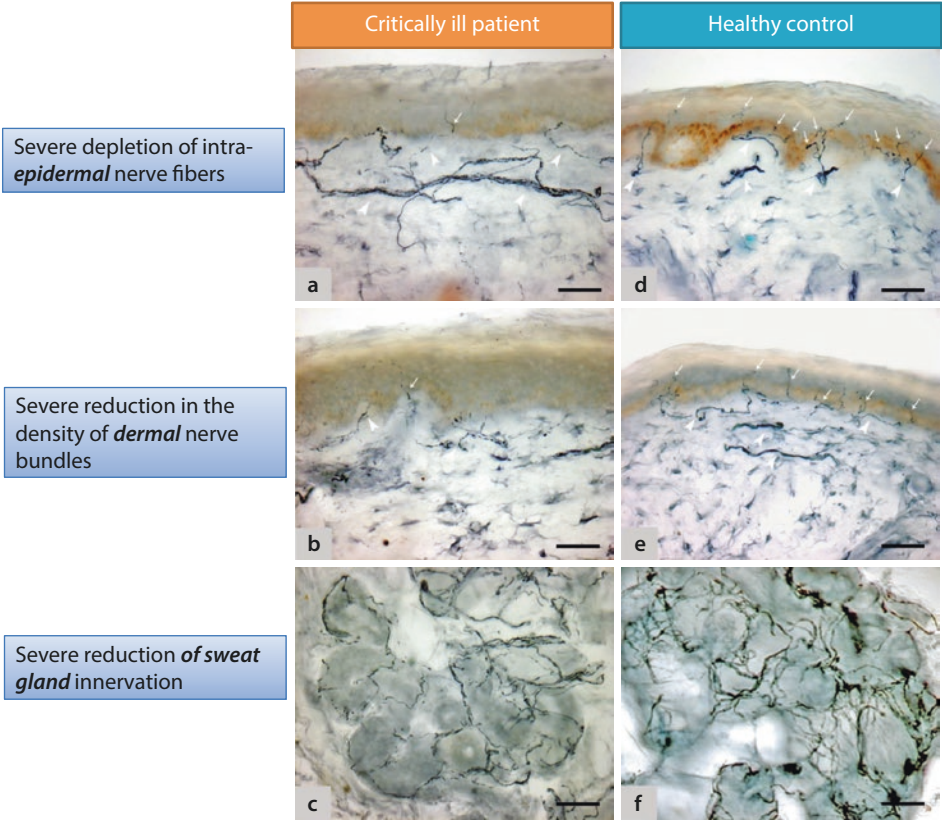 Critically ill patient
Healthy control
Severe depletion of intra-
epidermal nerve fibers
a
d
Severe reduction in the
density of dermal nerve
bundles
b
e
Severe reduction of sweat
gland innervation
c
f